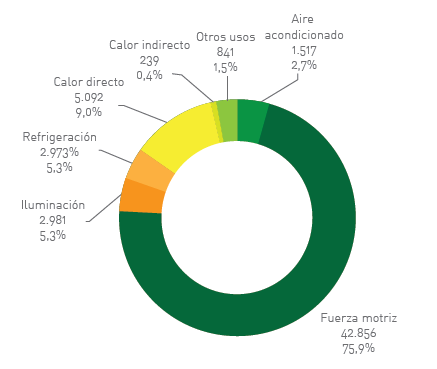 Aire
acondicionado
1.517
2,7%
Otros usos
841
1,5%
Calor indirecto
239
0,4%
Calor directo
5.092
9,0%
Refrigeración
2.973%
5,3%
Iluminación
2.981
5,3%
Fuerza motriz
42.856
75,9%